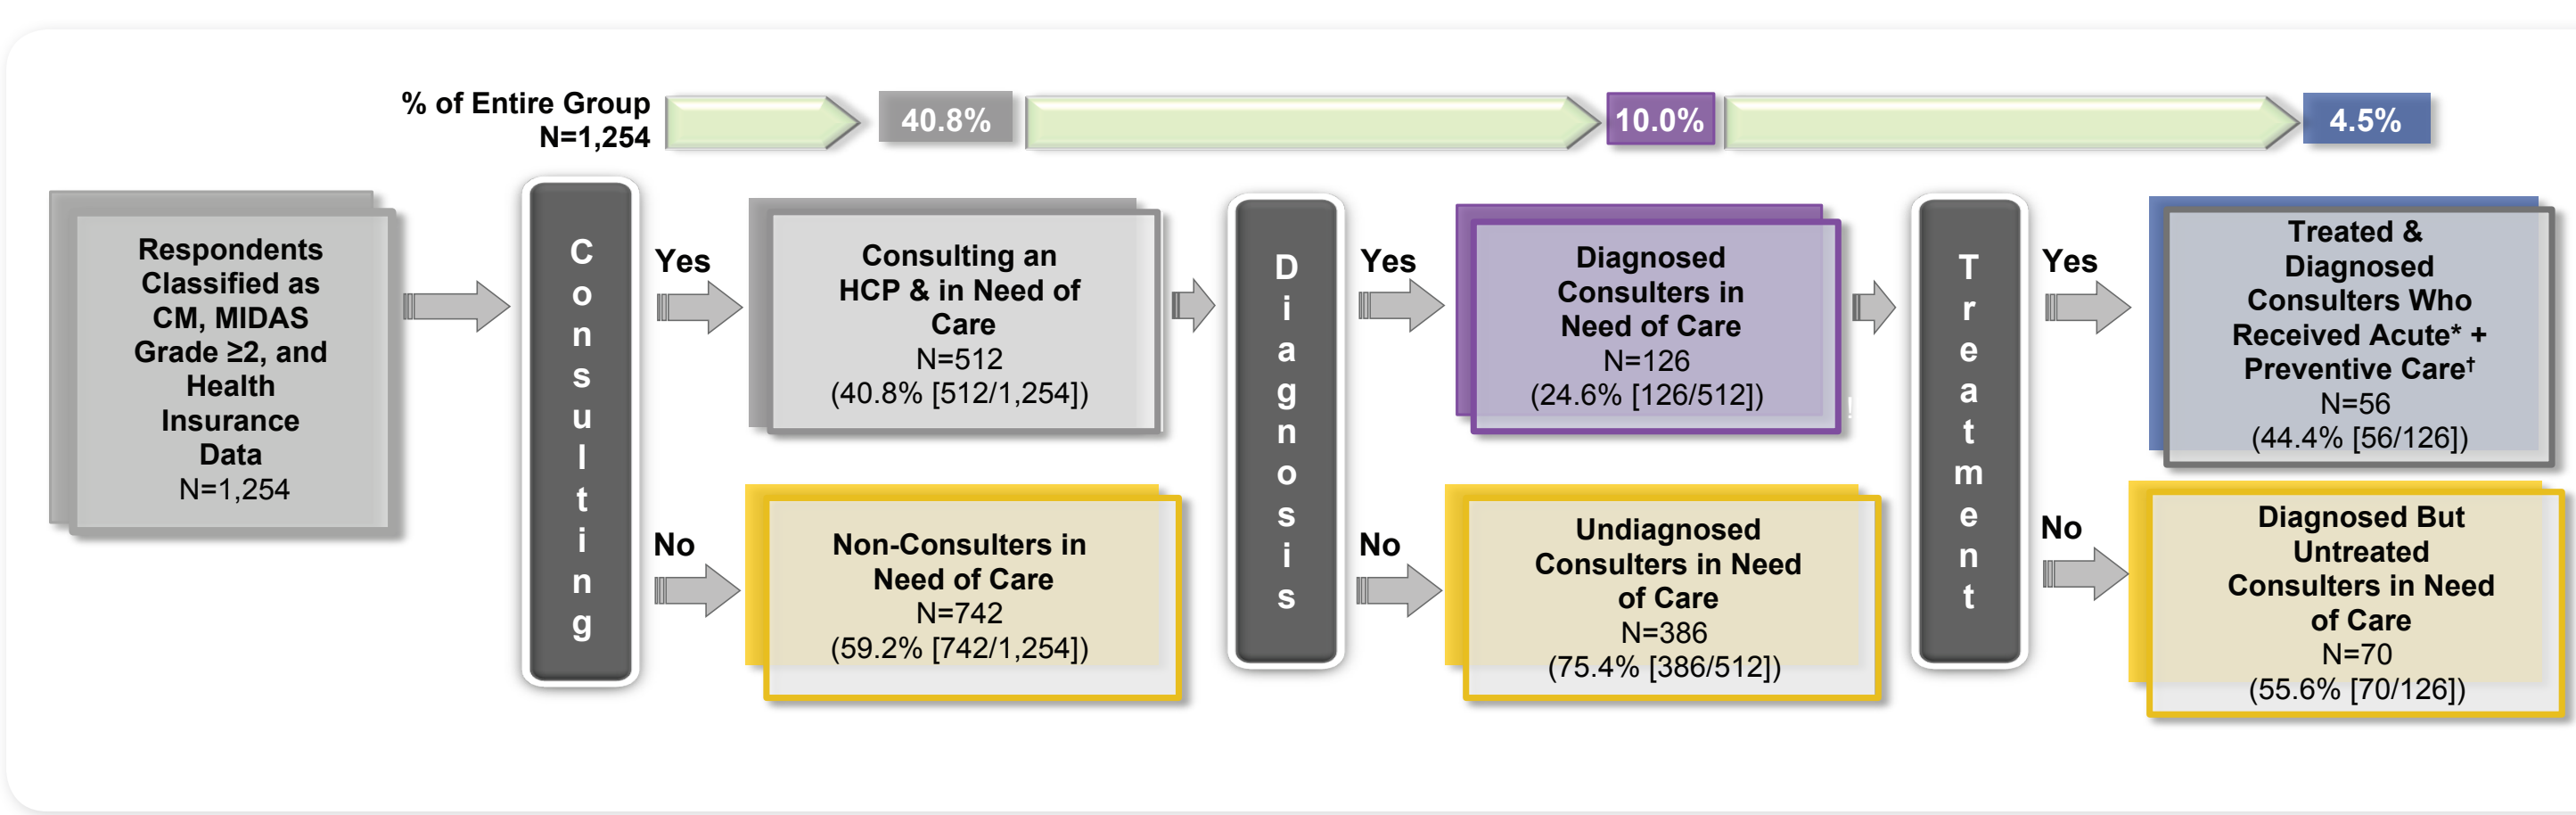 % of Entire Group
N=1,254
40.8%
10.0%
4.5%
Respondents
Classified as
CM, MIDAS
Grade ≥2, and
Health
Insurance
Data
N=1,254
Consulting
Yes
Consulting an
HCP & in Need of
Care
N=512
(40.8% [512/1,254])
No
Non-Consulters in
Need of Care
N=742
(59.2% [742/1,254])
Diagnosis
Yes
Diagnosed
Consulters in
Need of Care
N=126
(24.6% [126/512])
!
No
Undiagnosed
Consulters in Need
of Care
N=386
(75.4% [386/512])
Treatment
Yes
Treated &
Diagnosed
Consulters Who
Received Acute* +
Preventive Care†
N=56
(44.4% [56/126])
No
Diagnosed But
Untreated
Consulters in Need
of Care
N=70
(55.6% [70/126])